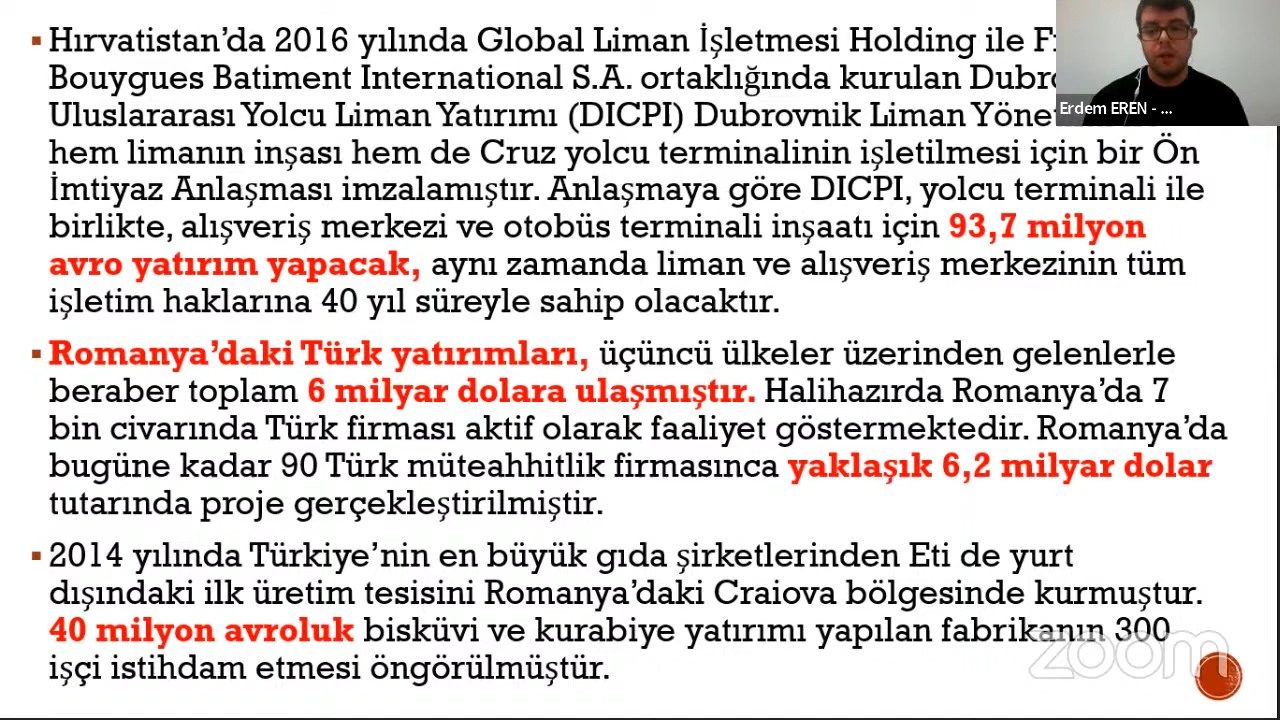 Hırvatistan’da 2016 yılında Global Liman İşletmesi Holding ile
Bouygues Batiment International S.A. ortaklığında kurulan
Uluslararası Yolcu Liman Yatırımı (DICPI) Dubrovnik Liman
hem limanın inşası hem de Cruz yolcu terminalinin işletilmesi için bir Ön
İmtiyaz Anlaşması imzalamıştır. Anlaşmaya göre DICPI, yolcu terminali ile
birlikte, alışveriş merkezi ve otobüs terminali inşaatı için 93,7 milyon
avro yatırım yapacak, aynı zamanda liman ve alışveriş merkezinin tüm
işletim haklarına 40 yıl süreyle sahip olacaktır.
Romanya’daki Türk yatırımları, üçüncü ülkeler üzerinden gelenlerle
beraber toplam 6 milyar dolara ulaşmıştır. Halihazırda Romanya’da 7
bin civarında Türk firması aktif olarak faaliyet göstermektedir. Romanya’da
bugüne kadar 90 Türk müteahhitlik firmasınca yaklaşık 6,2 milyar dolar
tutarında proje gerçekleştirilmiştir.
2014 yılında Türkiye’nin en büyük gıda şirketlerinden Eti de yurt
dışındaki ilk üretim tesisini Romanya’daki Craiova bölgesinde kurmuştur.
40 milyon avroluk bisküvi ve kurabiye yatırımı yapılan fabrikanın 300
işçi istihdam etmesi öngörülmüştür.
Erdem EREN - ...
zoom